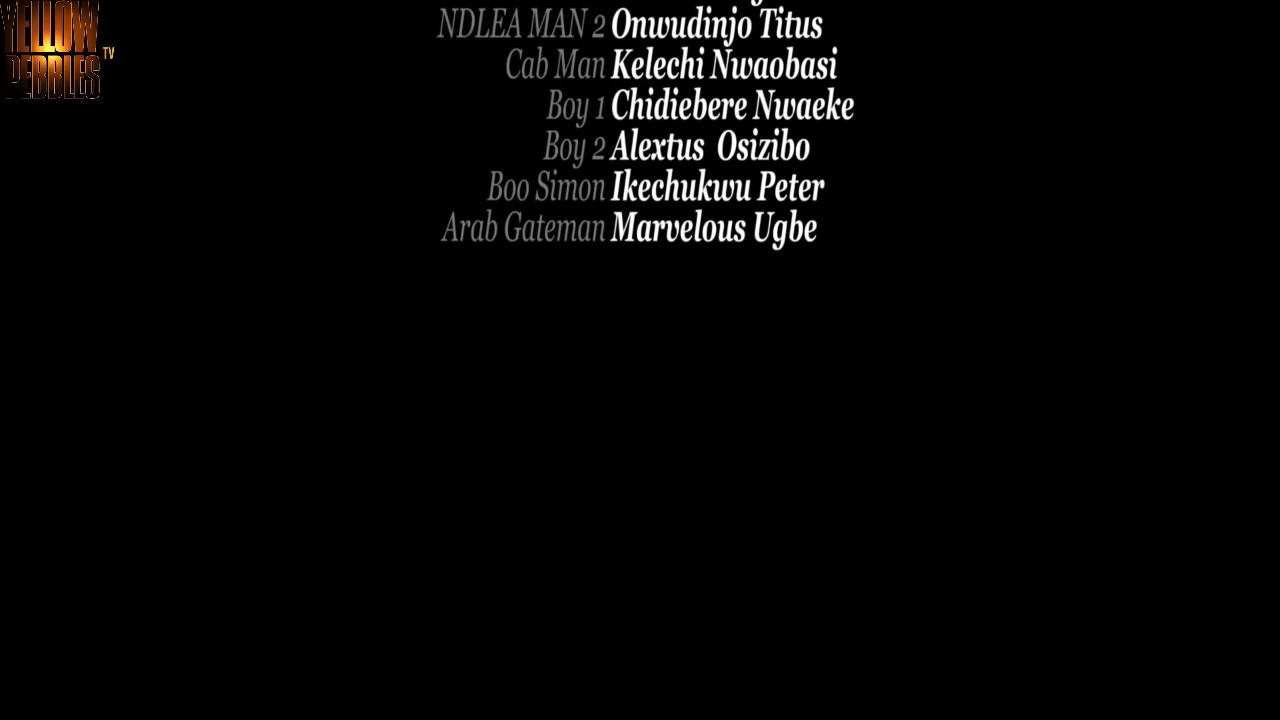 YELLOW
PEBBLES TV
NDLEA MAN 2 Onwudinjo Titus
Cab Man Kelechi Nwaobasi
Boy 1 Chidiebere Nwaeke
Boy 2 Alextus Osizibo
Boo Simon Ikechukwu Peter
Arab Gateman Marvelous Ugbe